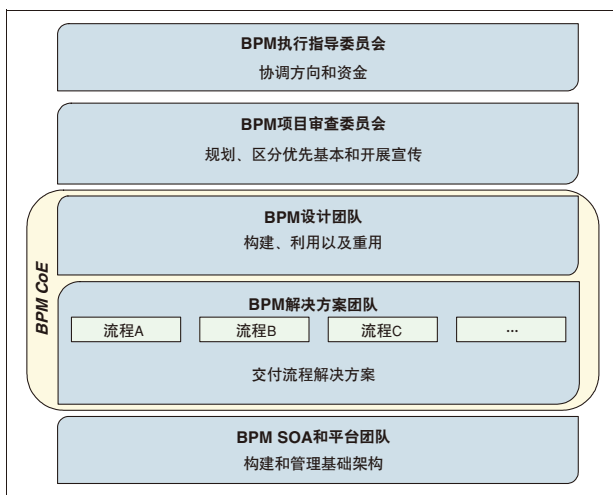 BPM执行指导委员会
协调方向和资金
BPM项目审查委员会
规划、区分优先基本和开展宣传
BPM CoE
BPM设计团队
构建、利用以及重用
BPM解决方案团队
流程A
流程B
流程C
...
交付流程解决方案
BPM SOA和平台团队
构建和管理基础架构